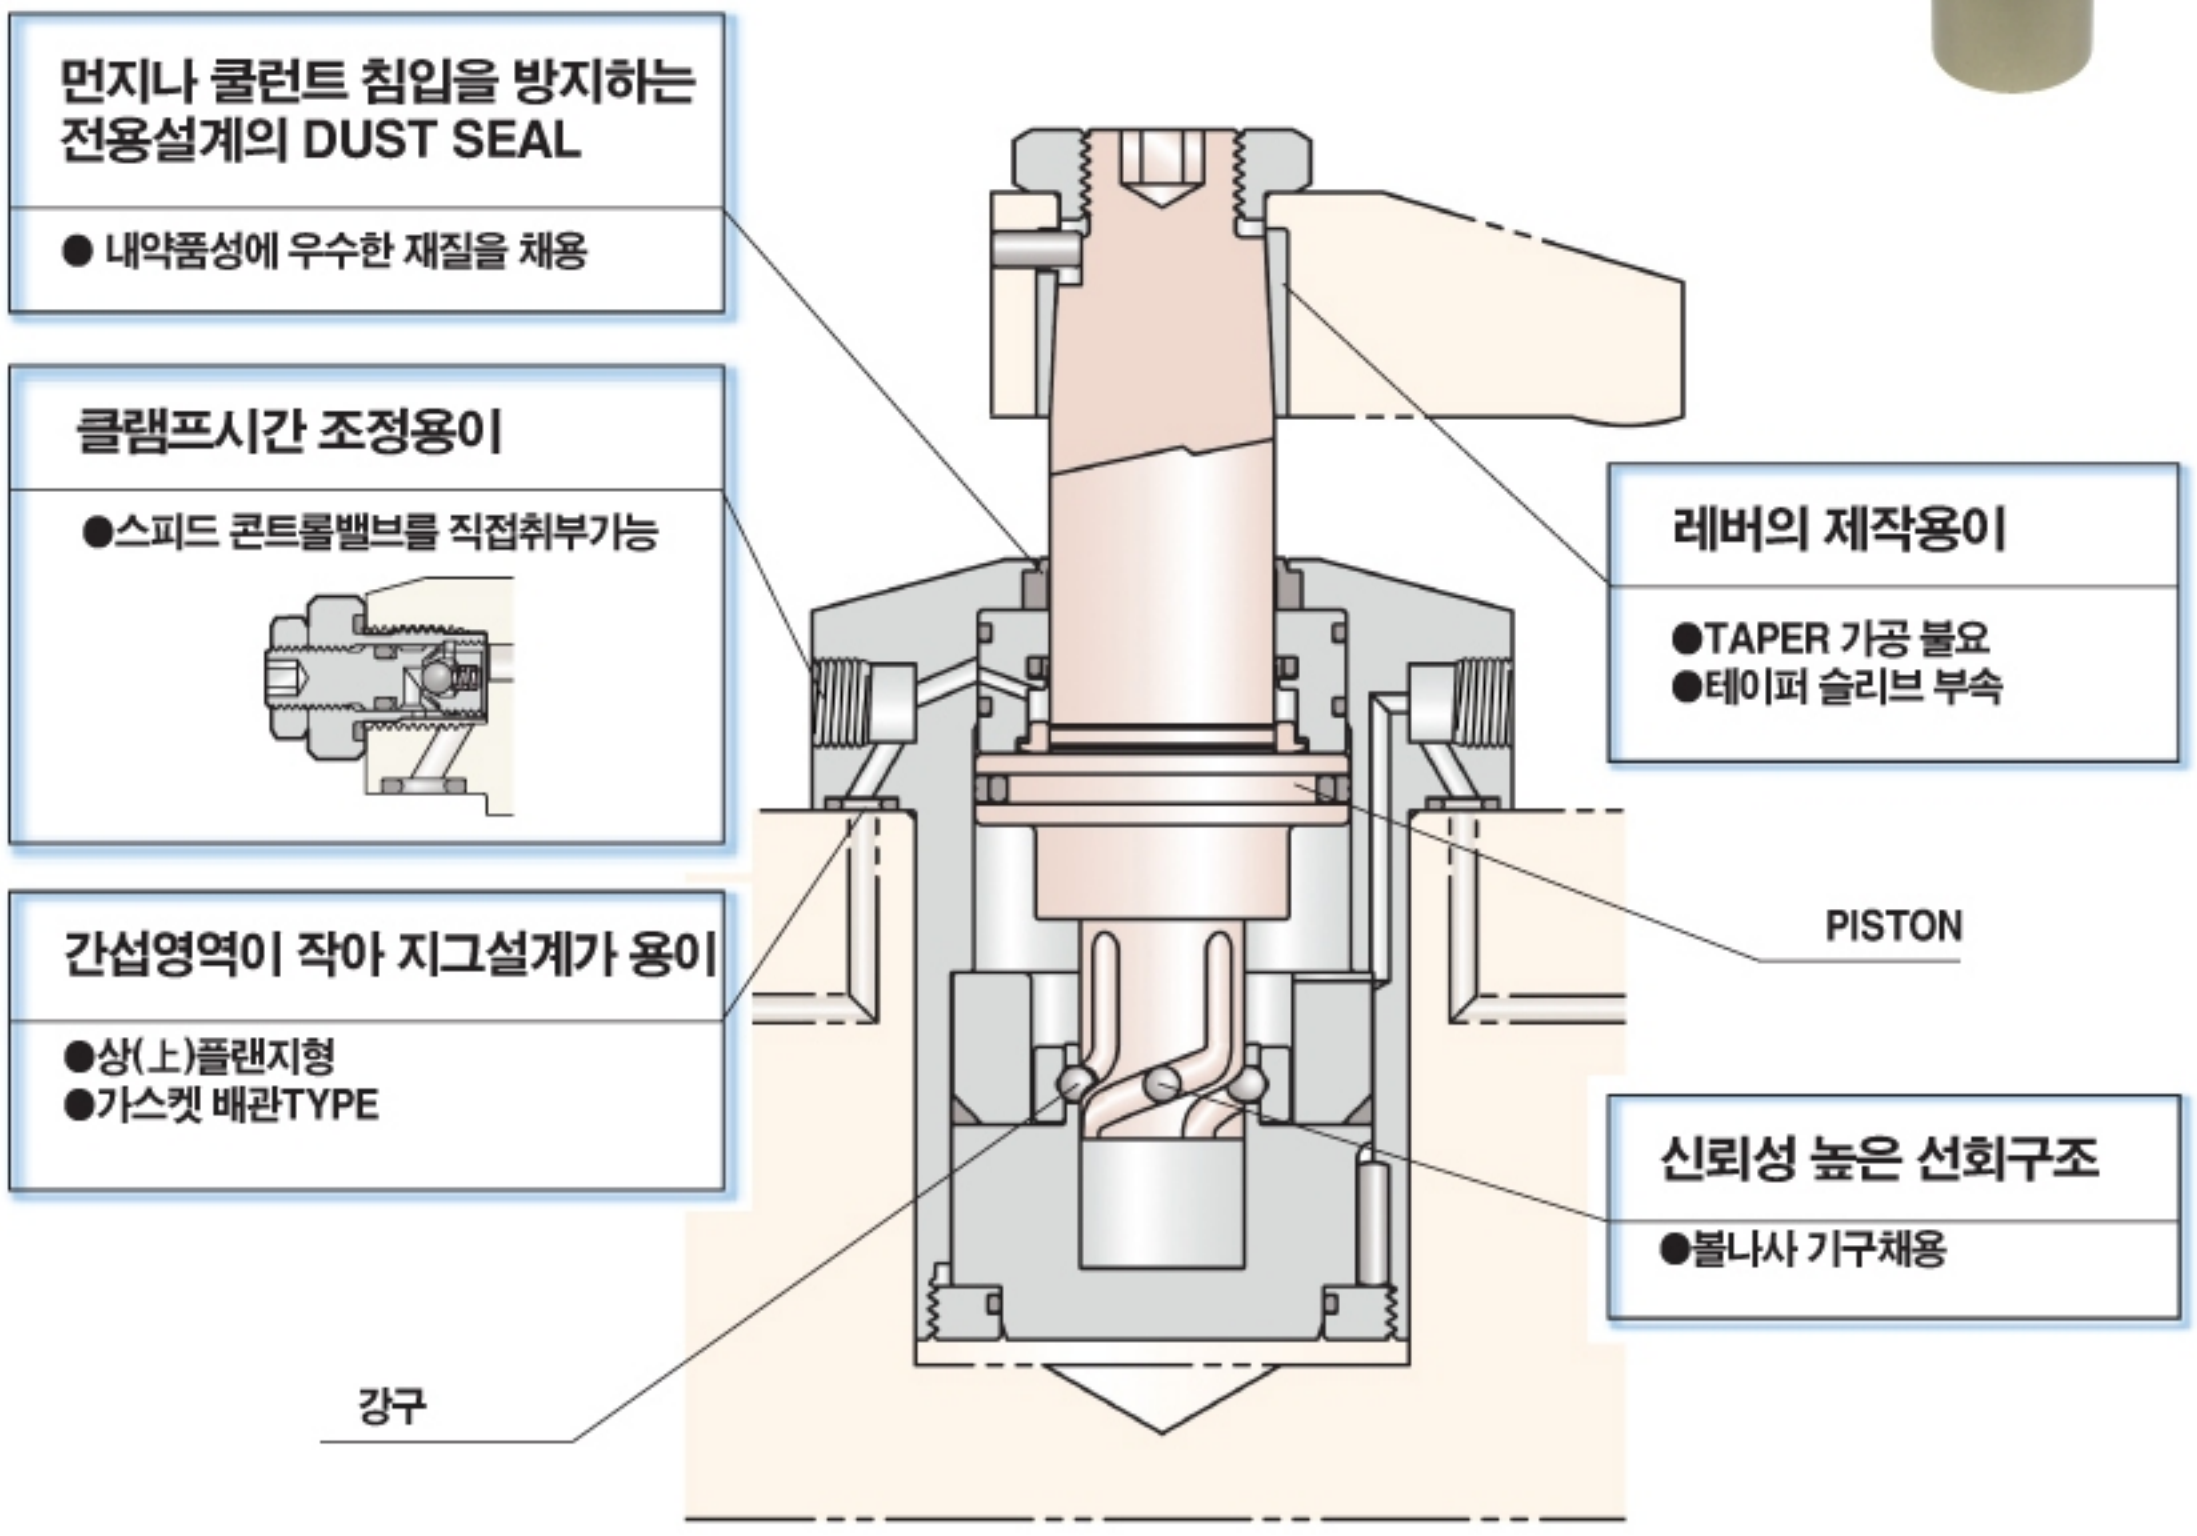 먼지나 쿨런트 침입을 방지하는
전용설계의 DUST SEAL
● 내약품성에 우수한 재질을 채용
클램프시간 조정용이
●스피드 콘트롤밸브를 직접취부가능
간섭영역이 작아 지그설계가 용이
●상(上)플랜지형
●가스켓 배관TYPE
강구
레버의 제작용이
●TAPER 가공 불요
●테이퍼 슬리브 부속
PISTON
신뢰성 높은 선회구조
●볼나사 기구채용